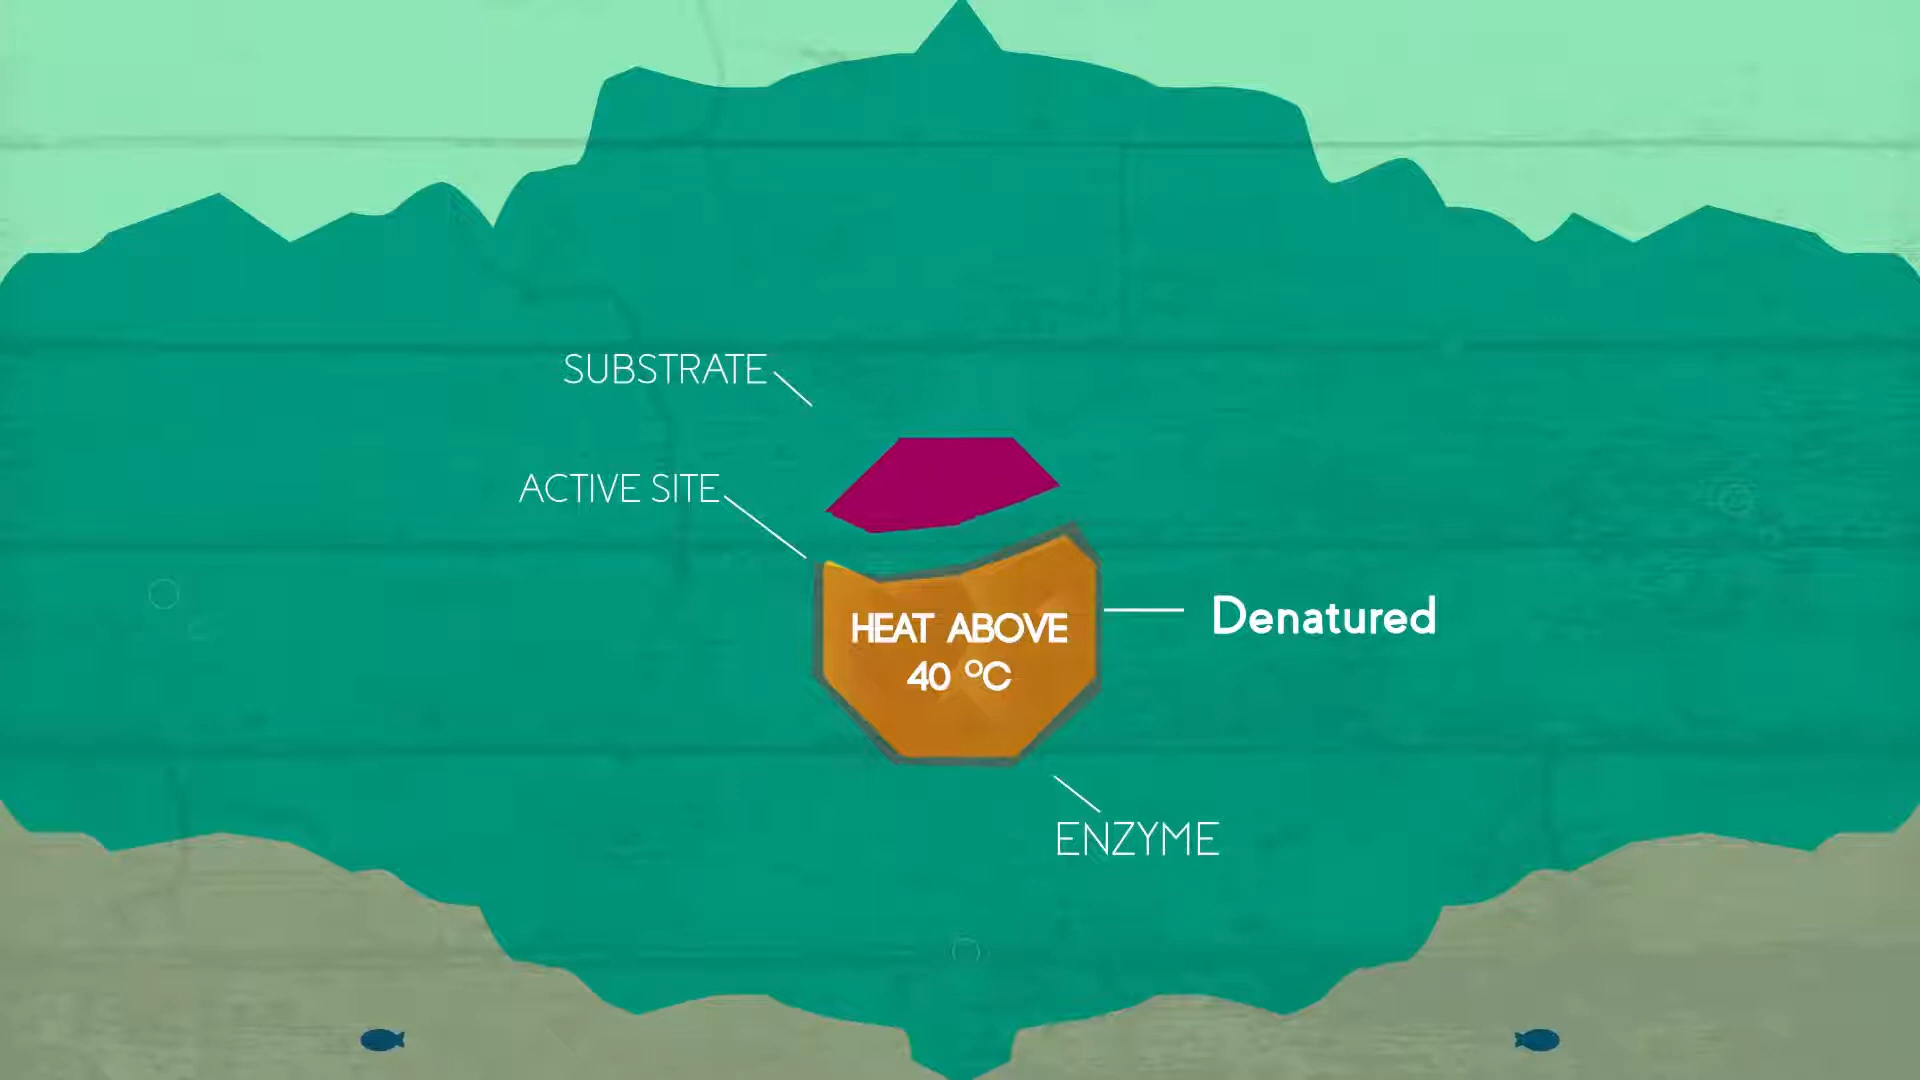 SUBSTRATE
ACTIVE SITE
HEAT ABOVE
40 °C
Denatured
ENZYME